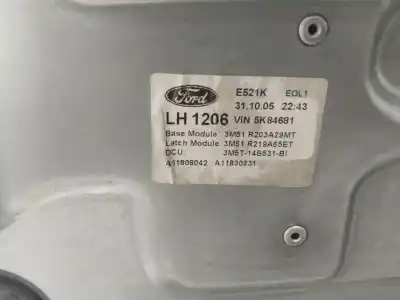 Ford E521K EOL1
31.10.05 22:43
LH 1206 VIN 5K84681
Base Module: 3M51 R203A29MT
Latch Module: 3M51 R219A65ET
DCU: 3M5T-14B531-BI
A11809042 A11830331